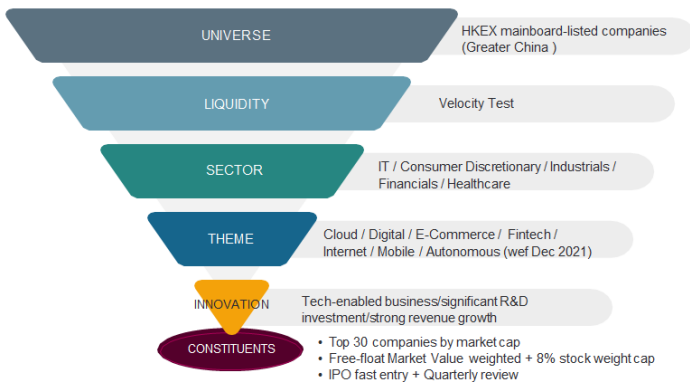 UNIVERSE
HKEX mainboard-listed companies
(Greater China )
LIQUIDITY
Velocity Test
SECTOR
IT / Consumer Discretionary / Industrials /
Financials / Healthcare
THEME
Cloud / Digital / E-Commerce / Fintech /
Internet / Mobile / Autonomous (wef Dec 2021)
INNOVATION
Tech-enabled business/significant R&D
investment/strong revenue growth
CONSTITUENTS
• Top 30 companies by market cap
• Free-float Market Value weighted + 8% stock weight cap
• IPO fast entry + Quarterly review